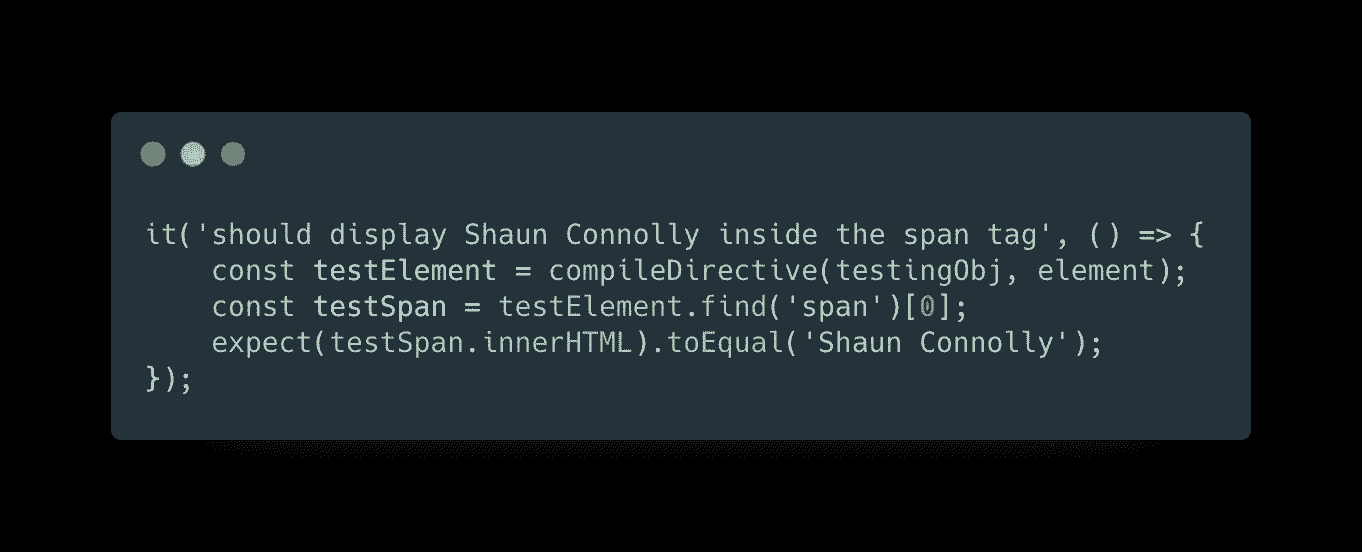 it('should display Shaun Connolly inside the span tag', () => {
    const testElement = compileDirective(testingObj, element);
    const testSpan = testElement.find('span')[0];
    expect(testSpan.innerHTML).toEqual('Shaun Connolly');
});